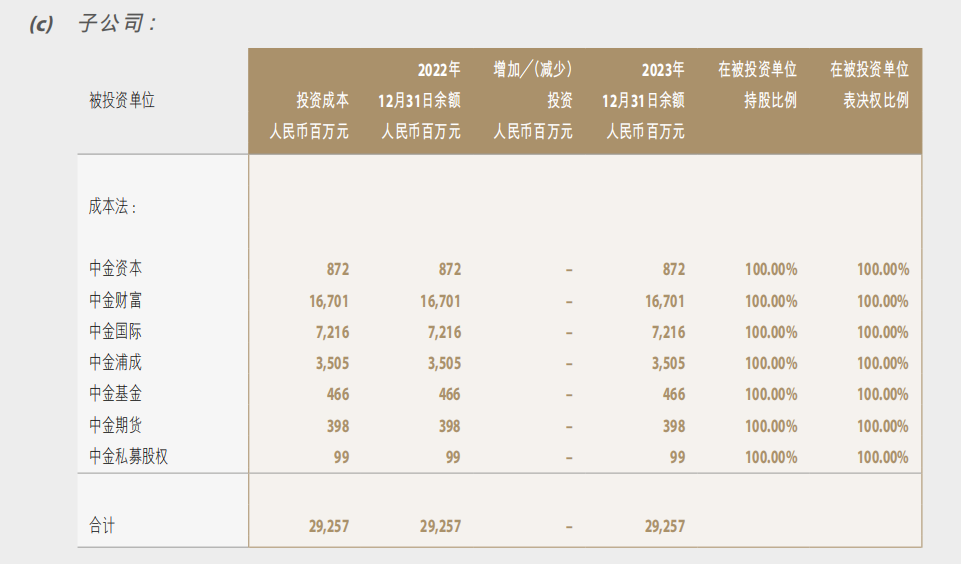 (c) 子公司：
被投资单位 投资成本 人民币百万元 2022年 12月31日余额 人民币百万元 增加／(减少) 投资 人民币百万元 2023年 12月31日余额 人民币百万元 在被投资单位 持股比例 在被投资单位 表决权比例
成本法：
中金资本 872 872 – 872 100.00% 100.00%
中金财富 16,701 16,701 – 16,701 100.00% 100.00%
中金国际 7,216 7,216 – 7,216 100.00% 100.00%
中金浦成 3,505 3,505 – 3,505 100.00% 100.00%
中金基金 466 466 – 466 100.00% 100.00%
中金期货 398 398 – 398 100.00% 100.00%
中金私募股权 99 99 – 99 100.00% 100.00%
合计 29,257 29,257 – 29,257